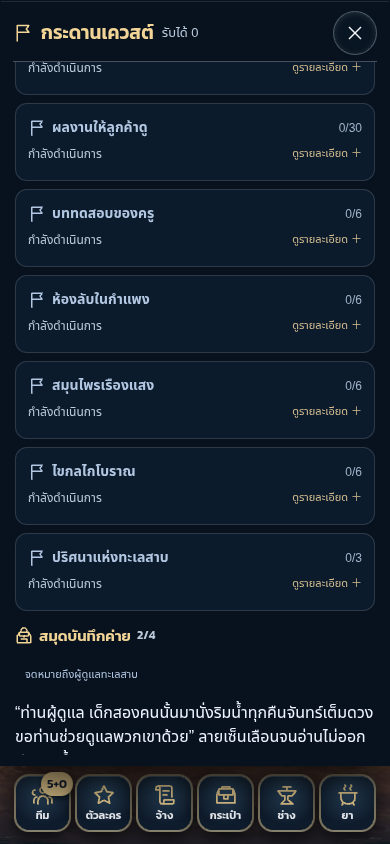 กระดานเควสต์ รับได้ 0
กำลังดำเนินการ ดูรายละเอียด +
ผลงานให้ลูกค้าดู 0/30
กำลังดำเนินการ ดูรายละเอียด +
บททดสอบของครู 0/6
กำลังดำเนินการ ดูรายละเอียด +
ห้องลับในกำแพง 0/6
กำลังดำเนินการ ดูรายละเอียด +
สมุนไพรเรืองแสง 0/6
กำลังดำเนินการ ดูรายละเอียด +
ไขกลไกโบราณ 0/6
กำลังดำเนินการ ดูรายละเอียด +
ปริศนาแห่งทะเลสาบ 0/3
กำลังดำเนินการ ดูรายละเอียด +
สมุดบันทึกค่าย 2/4
จดหมายถึงผู้ดูแลทะเลสาบ
“ท่านผู้ดูแล เด็กสองคนนั้นมานั่งริมน้ำทุกคืนจันทร์เต็มดวง
ขอท่านช่วยดูแลพวกเขาด้วย” ลายเซ็นเลือนจนอ่านไม่ออก
5+0
ทีม ตัวละคร จ้าง กระเป๋า ช่าง ยา